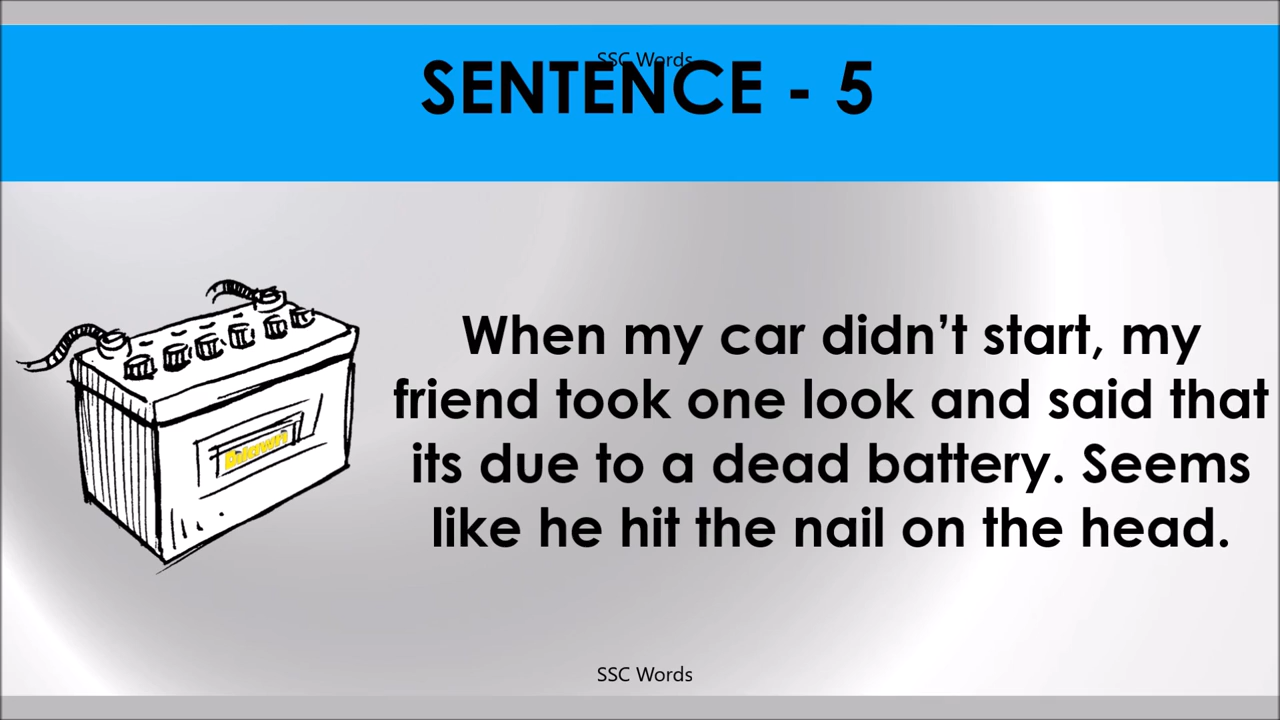 SSC Words
SENTENCE - 5
When my car didn’t start, my
friend took one look and said that
its due to a dead battery. Seems
like he hit the nail on the head.
SSC Words